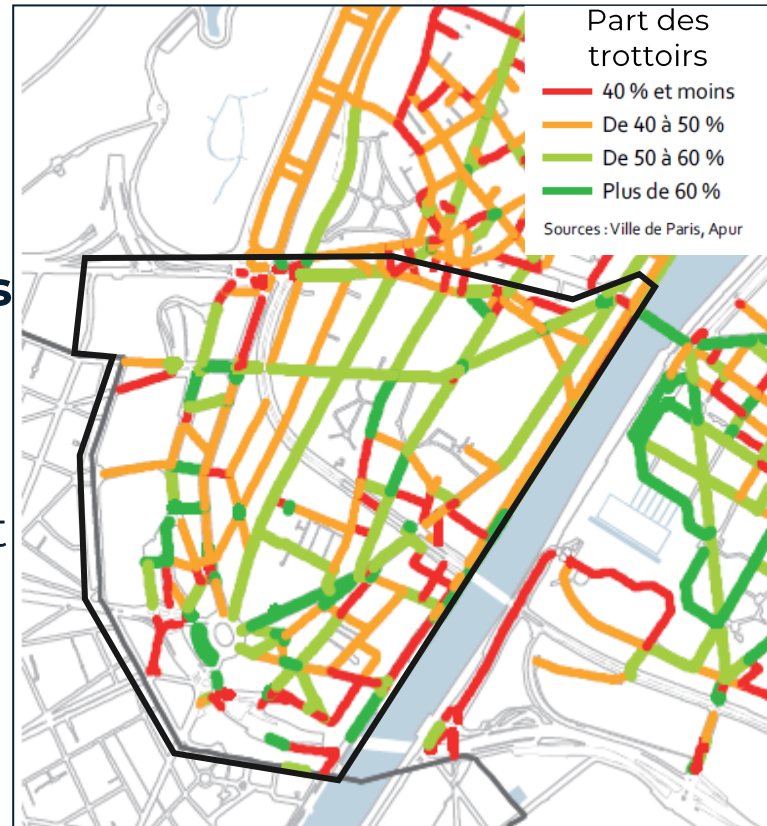 Part des
trottoirs
40 % et moins
De 40 à 50 %
De 50 à 60 %
Plus de 60 %
Sources : Ville de Paris, Apur
s
t